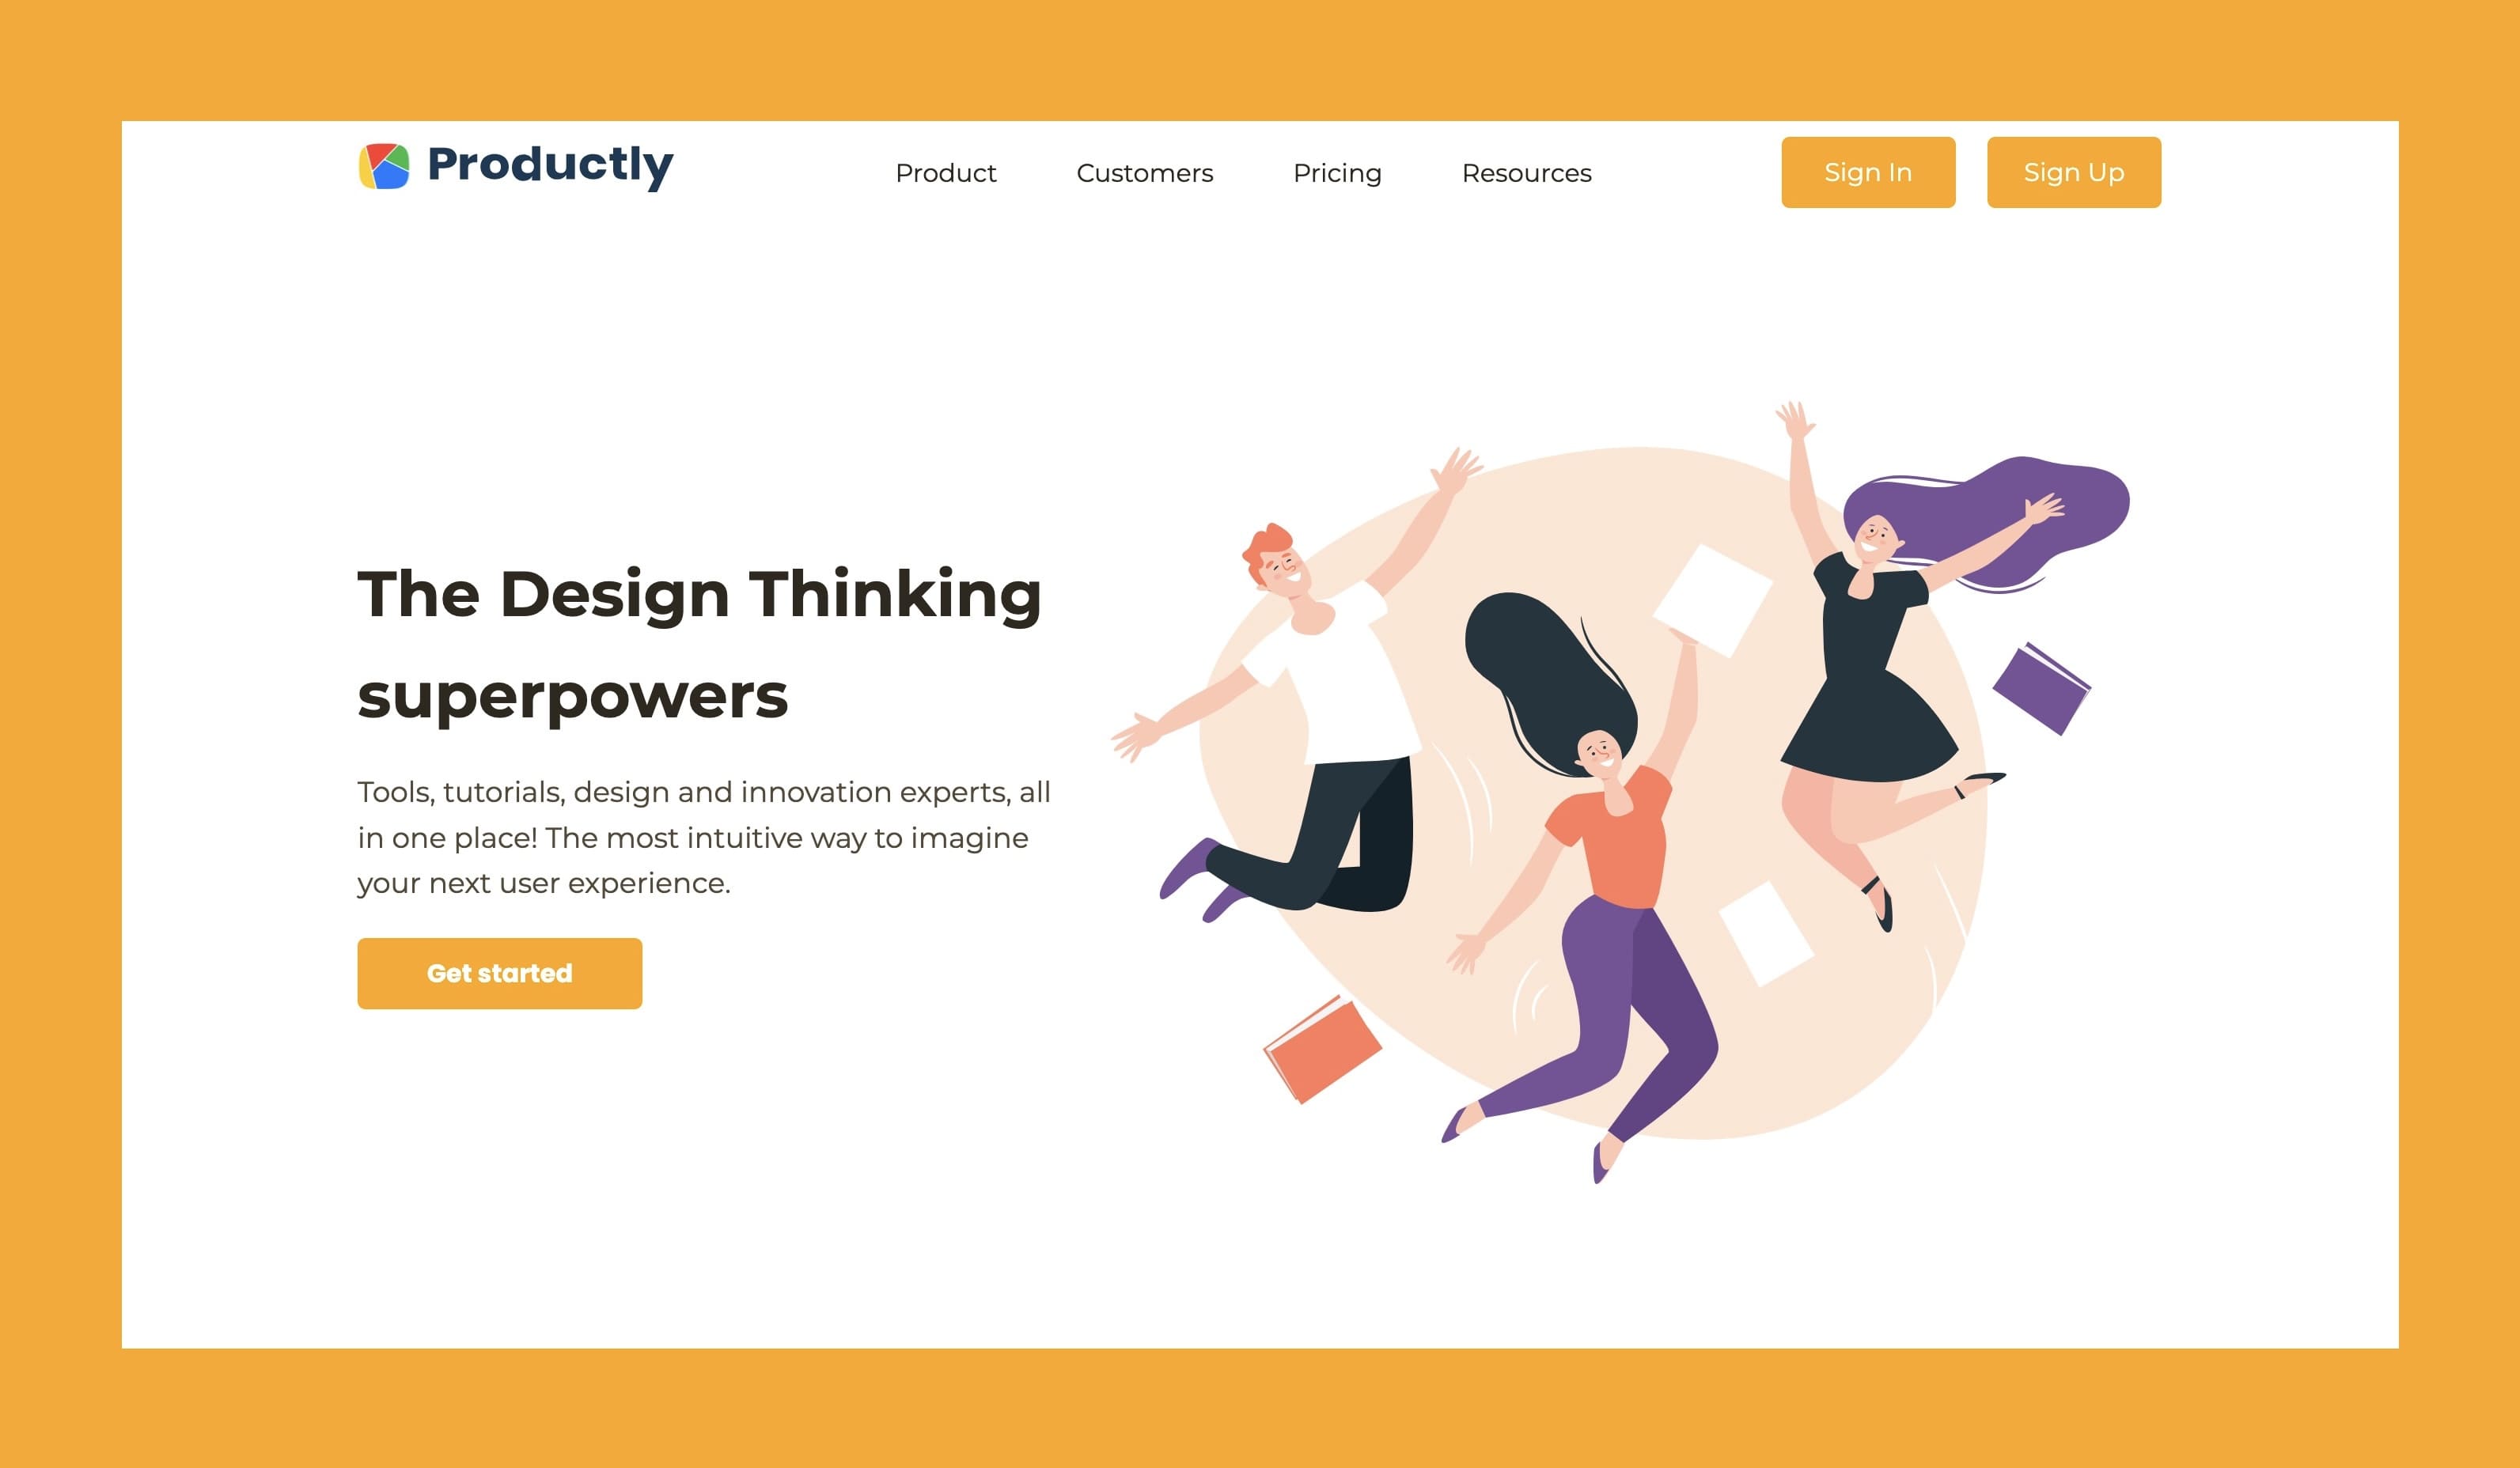 Productly
Product
Customers
Pricing
Resources
Sign In
Sign Up
The Design Thinking
superpowers
Tools, tutorials, design and innovation experts, all
in one place! The most intuitive way to imagine
your next user experience.
Get started